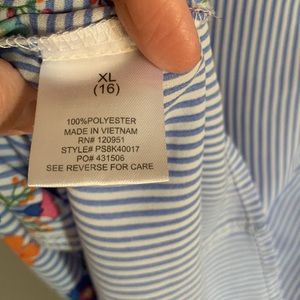 XL
(16)
100%POLYESTER
MADE IN VIETNAM
RN# 120951
STYLE# PS8K40017
PO# 431506
SEE REVERSE FOR CARE